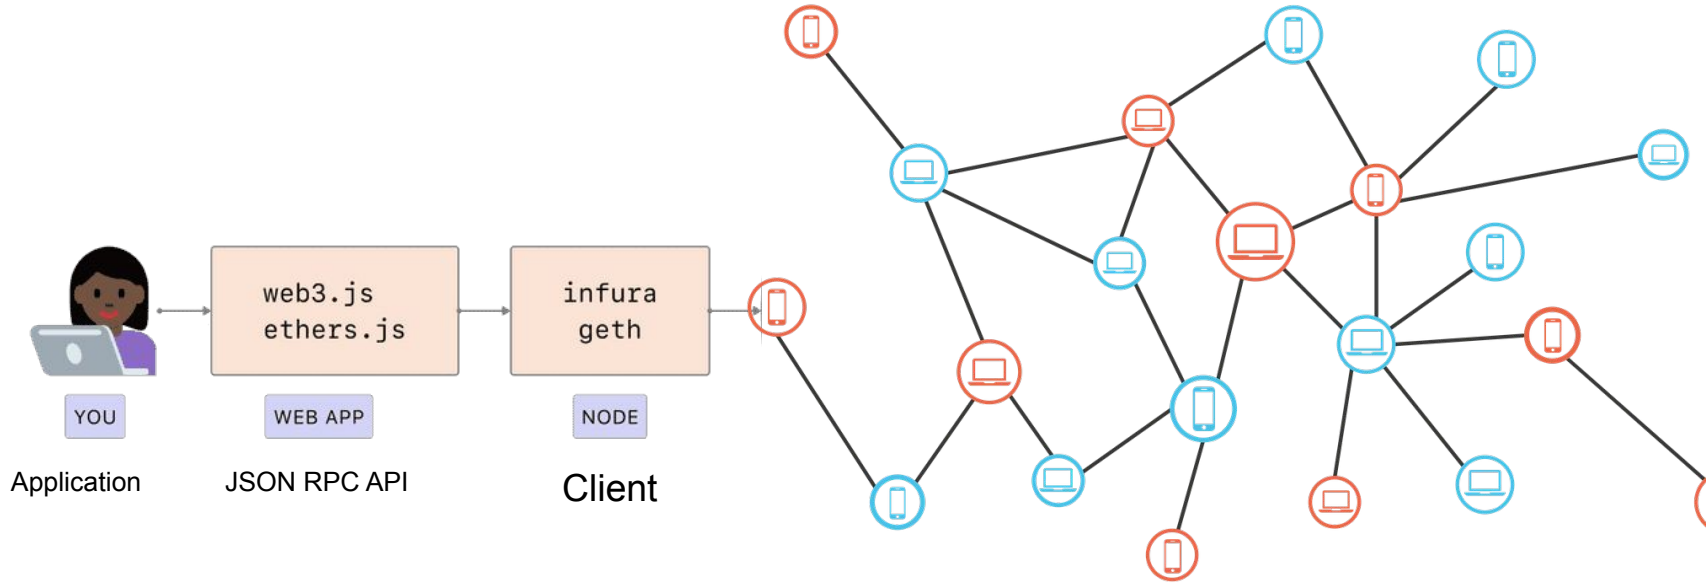 web3.js
ethers.js
infura
geth
YOU
WEB APP
NODE
Application
JSON RPC API
Client